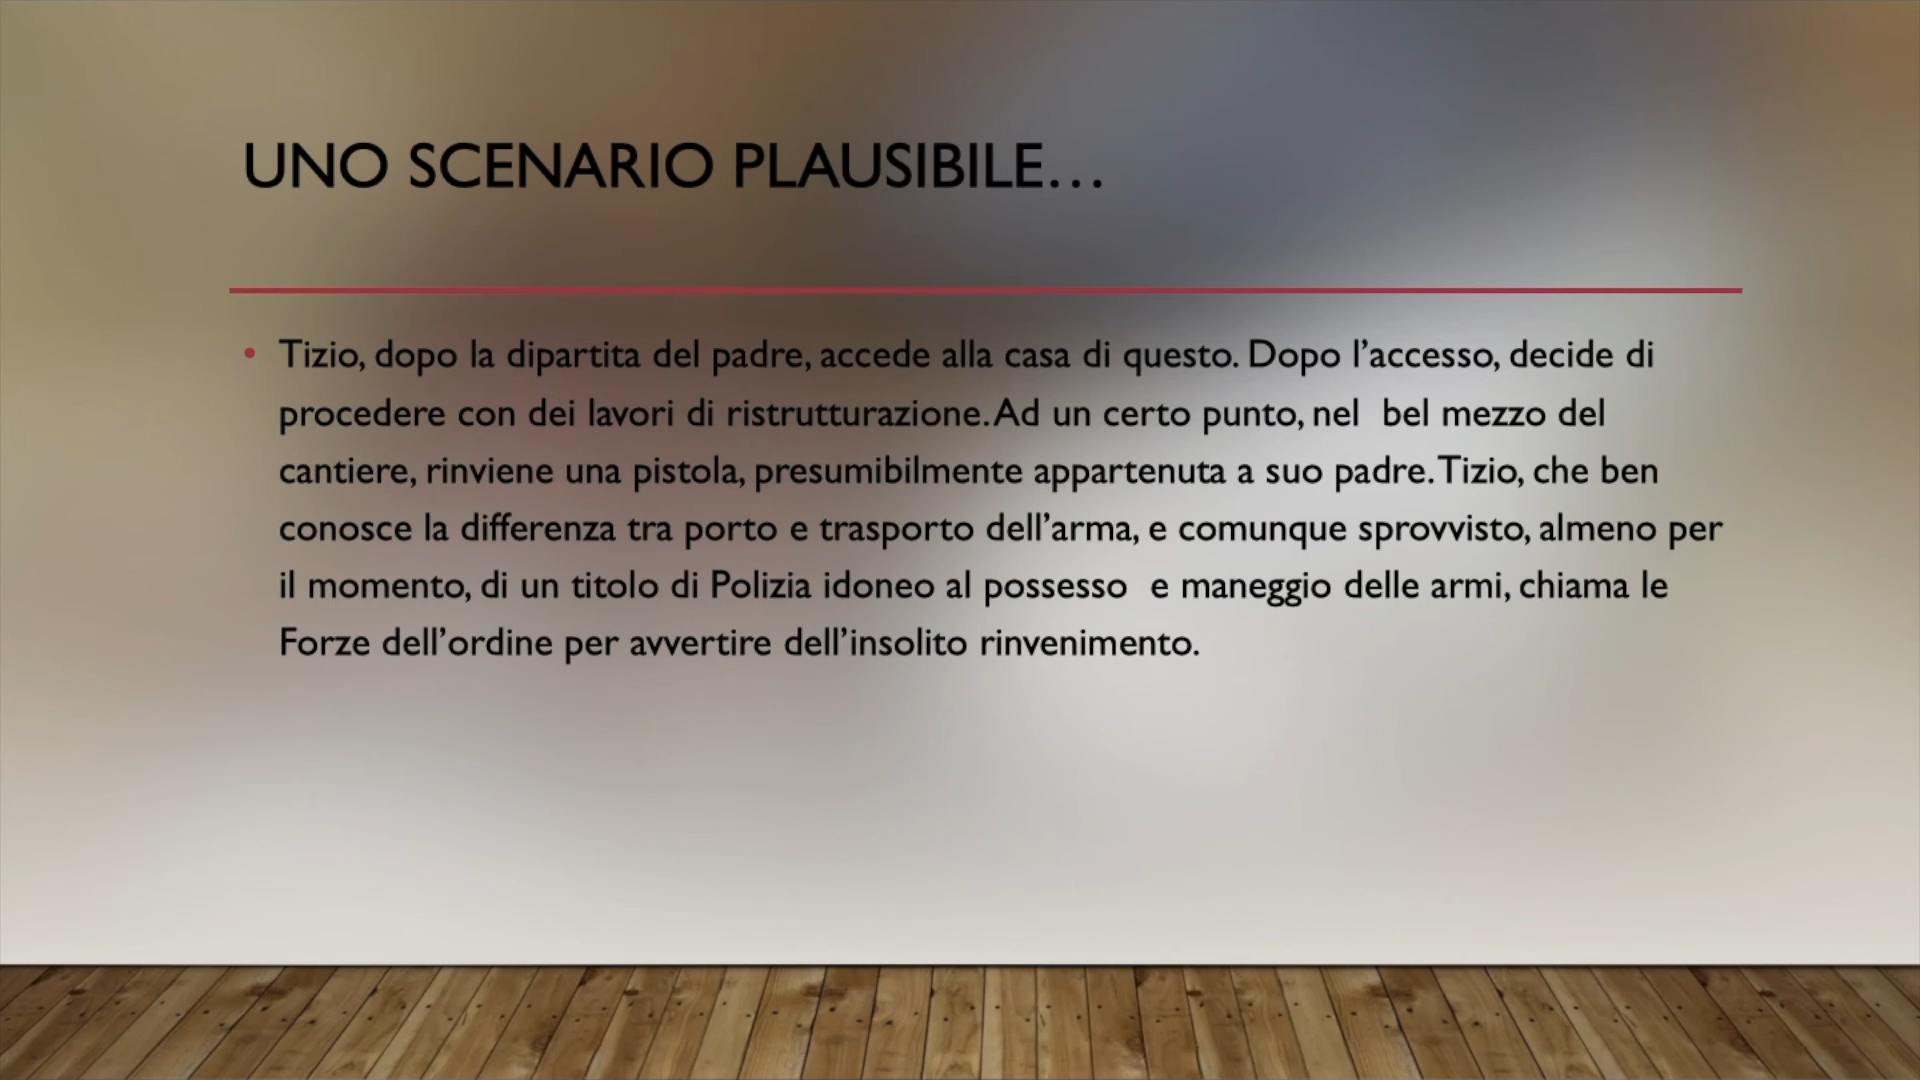 UNO SCENARIO PLAUSIBILE…
• Tizio, dopo la dipartita del padre, accede alla casa di questo. Dopo l’accesso, decide di
procedere con dei lavori di ristrutturazione. Ad un certo punto, nel  bel mezzo del
cantiere, rinviene una pistola, presumibilmente appartenuta a suo padre. Tizio, che ben
conosce la differenza tra porto e trasporto dell’arma, e comunque sprovvisto, almeno per
il momento, di un titolo di Polizia idoneo al possesso  e maneggio delle armi, chiama le
Forze dell’ordine per avvertire dell’insolito rinvenimento.